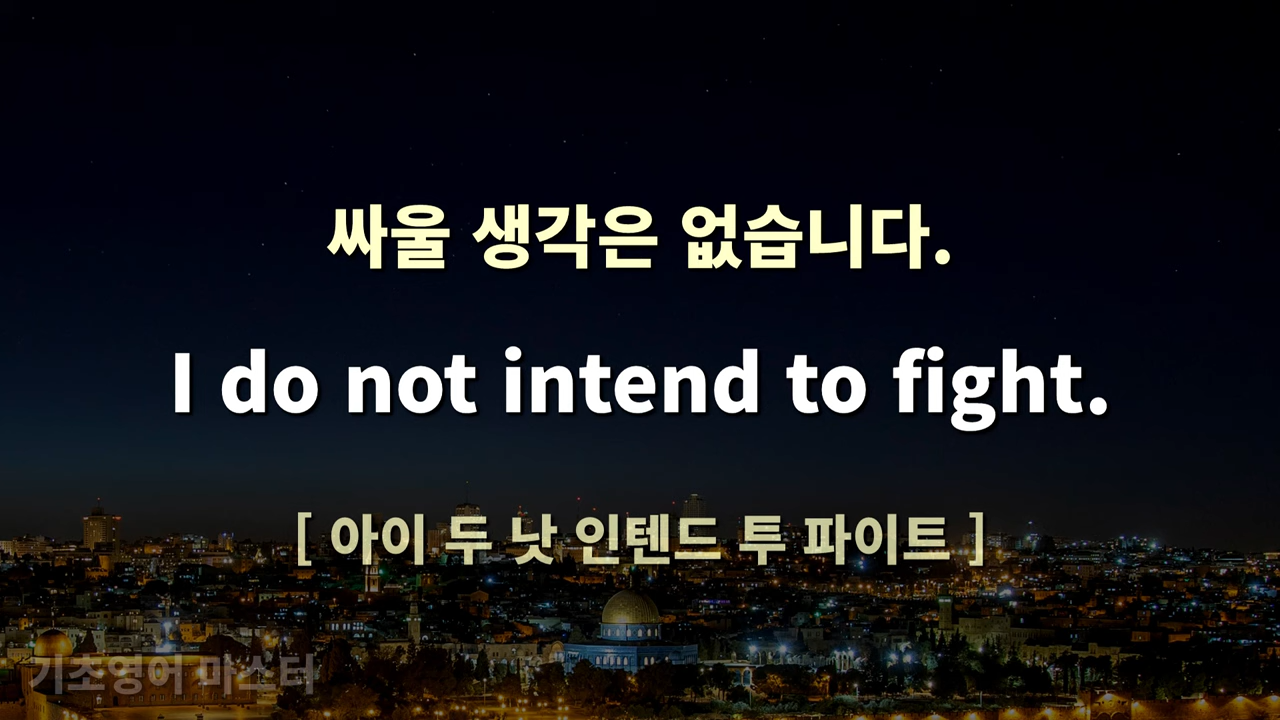 싸울 생각은 없습니다.
I do not intend to fight.
[ 아이 두 낫 인텐드 투 파이트 ]
기초영어 마스터